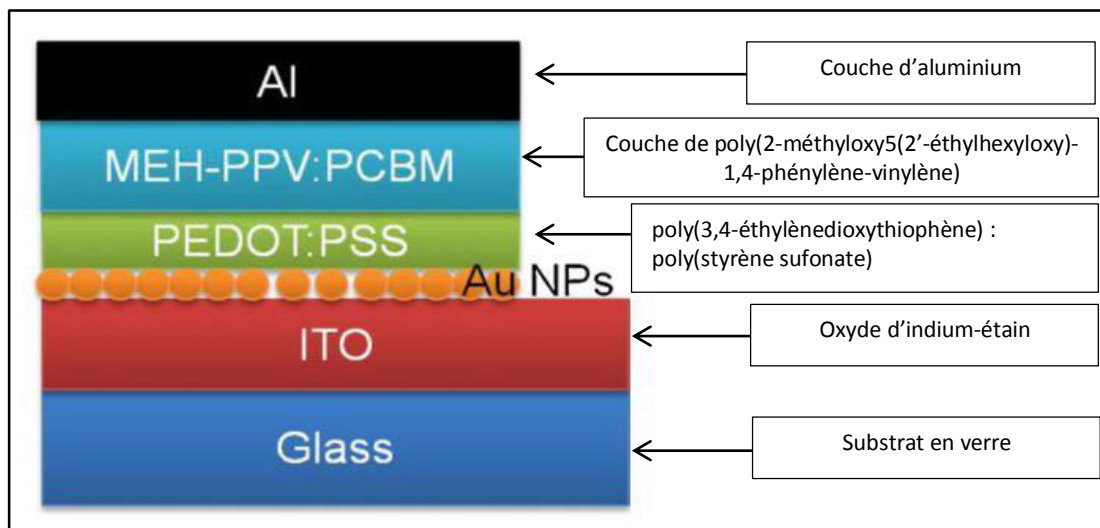 Al
Couche d'aluminium
MEH-PPV:PCBM
Couche de poly(2-méthyloxy5(2'-éthylhexyloxy)-
1,4-phénylène-vinylène)
PEDOT:PSS
poly(3,4-éthylènedioxythiophène) :
poly(styrène sufonate)
Au NPs
ITO
Oxyde d'indium-étain
Glass
Substrat en verre